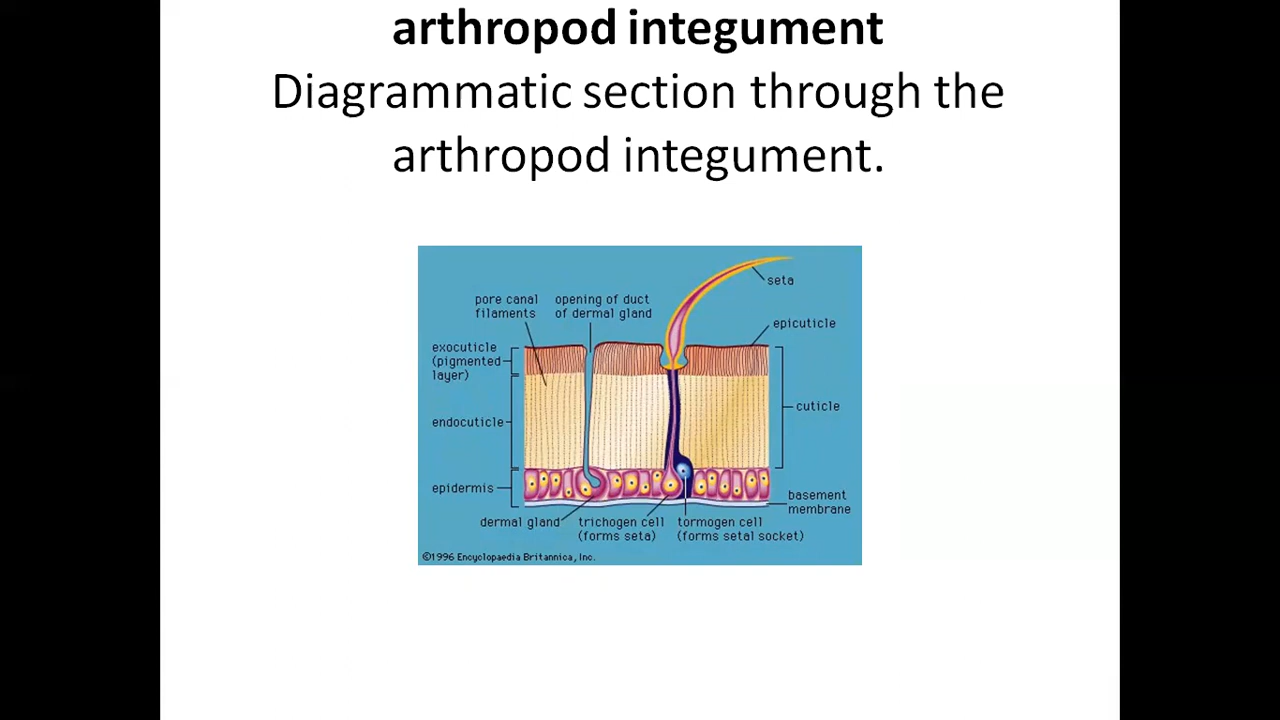 arthropod integument
Diagrammatic section through the
arthropod integument.
seta
pore canal
filaments
opening of duct
of dermal gland
epicuticle
exocuticle
(pigmented
layer)
cuticle
endocuticle
epidermis
basement
membrane
dermal gland
trichogen cell
(forms seta)
tormogen cell
(forms setal socket)
©1996 Encyclopaedia Britannica, Inc.